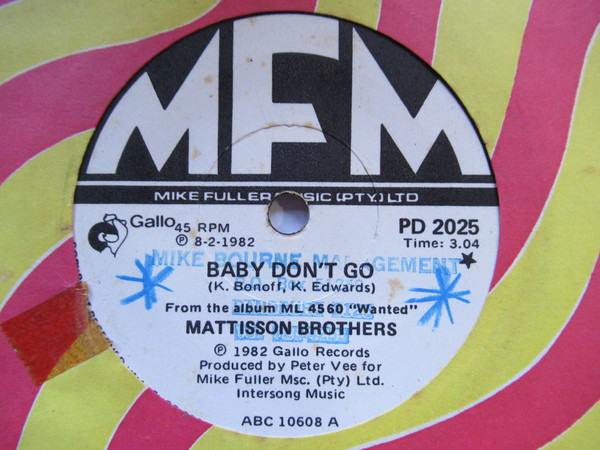 MFM
MIKE FULLER MUSIC (PTY) LTD
Gallo 45 RPM
Ⓟ 8-2-1982
PD 2025
Time: 3.04
MIKE BOURNE MANAGEMENT
BABY DON'T GO
(K. Bonoff, K. Edwards)
From the album ML 4560 "Wanted"
MATTISSON BROTHERS
Ⓟ 1982 Gallo Records
Produced by Peter Vee for
Mike Fuller Msc. (Pty) Ltd.
Intersong Music
ABC 10608 A